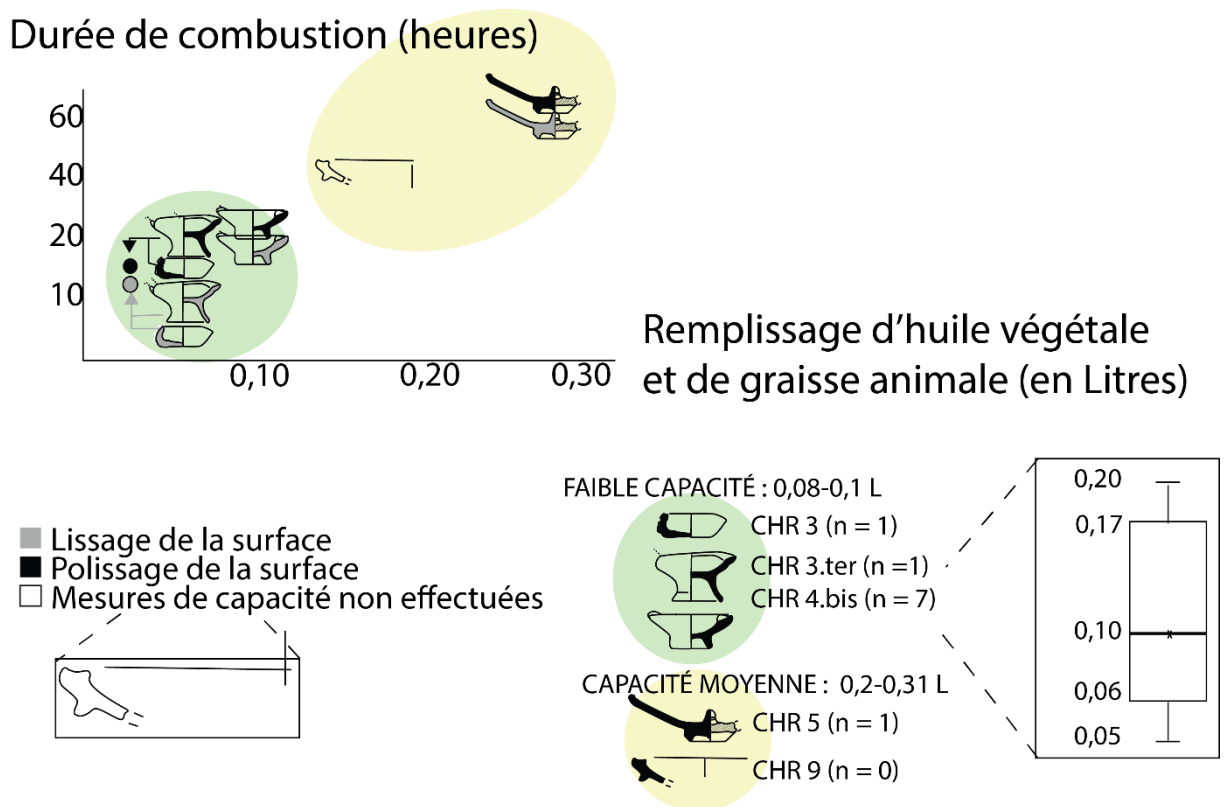 Durée de combustion (heures)
60
40
20
10
0,10
0,20
0,30
Remplissage d’huile végétale
et de graisse animale (en Litres)
Lissage de la surface
Polissage de la surface
Mesures de capacité non effectuées
FAIBLE CAPACITÉ : 0,08-0,1 L
CHR 3 (n = 1)
CHR 3.ter (n =1)
CHR 4.bis (n = 7)
CAPACITÉ MOYENNE : 0,2-0,31 L
CHR 5 (n = 1)
CHR 9 (n = 0)
0,20
0,17
0,10
0,06
0,05